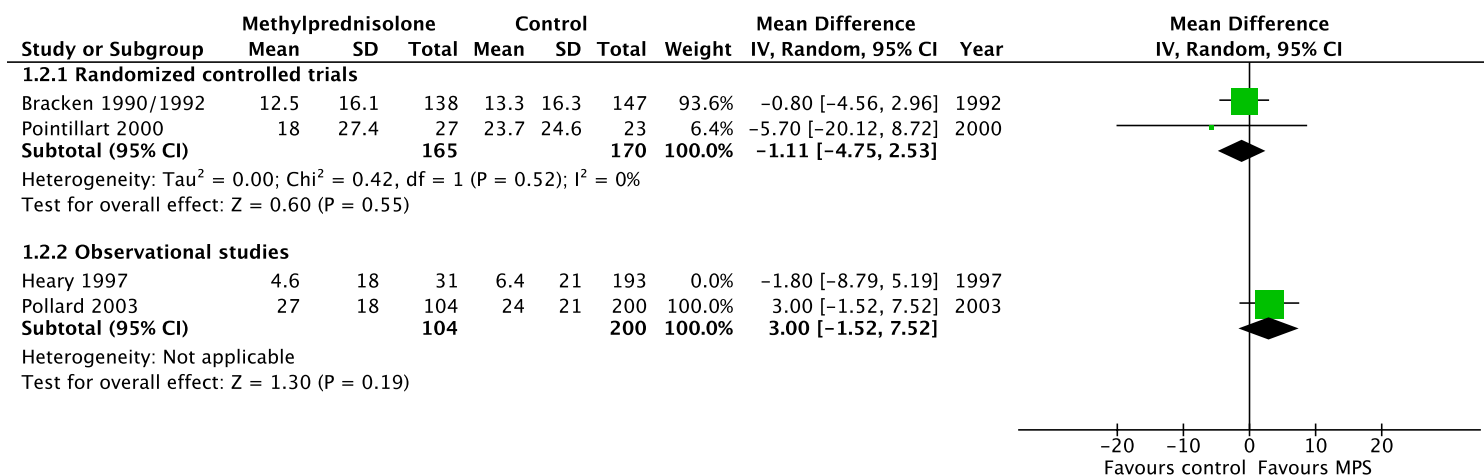 Methylprednisolone Control Mean Difference Mean Difference
Study or Subgroup Mean SD Total Mean SD Total Weight IV, Random, 95% CI Year IV, Random, 95% CI
1.2.1 Randomized controlled trials
Bracken 1990/1992 12.5 16.1 138 13.3 16.3 147 93.6% −0.80 [−4.56, 2.96] 1992
Pointillart 2000 18 27.4 27 23.7 24.6 23 6.4% −5.70 [−20.12, 8.72] 2000
Subtotal (95% CI) 165 170 100.0% −1.11 [−4.75, 2.53]
Heterogeneity: Tau² = 0.00; Chi² = 0.42, df = 1 (P = 0.52); I² = 0%
Test for overall effect: Z = 0.60 (P = 0.55)
1.2.2 Observational studies
Heary 1997 4.6 18 31 6.4 21 193 0.0% −1.80 [−8.79, 5.19] 1997
Pollard 2003 27 18 104 24 21 200 100.0% 3.00 [−1.52, 7.52] 2003
Subtotal (95% CI) 104 200 100.0% 3.00 [−1.52, 7.52]
Heterogeneity: Not applicable
Test for overall effect: Z = 1.30 (P = 0.19)
−20 −10 0 10 20
Favours control Favours MPS